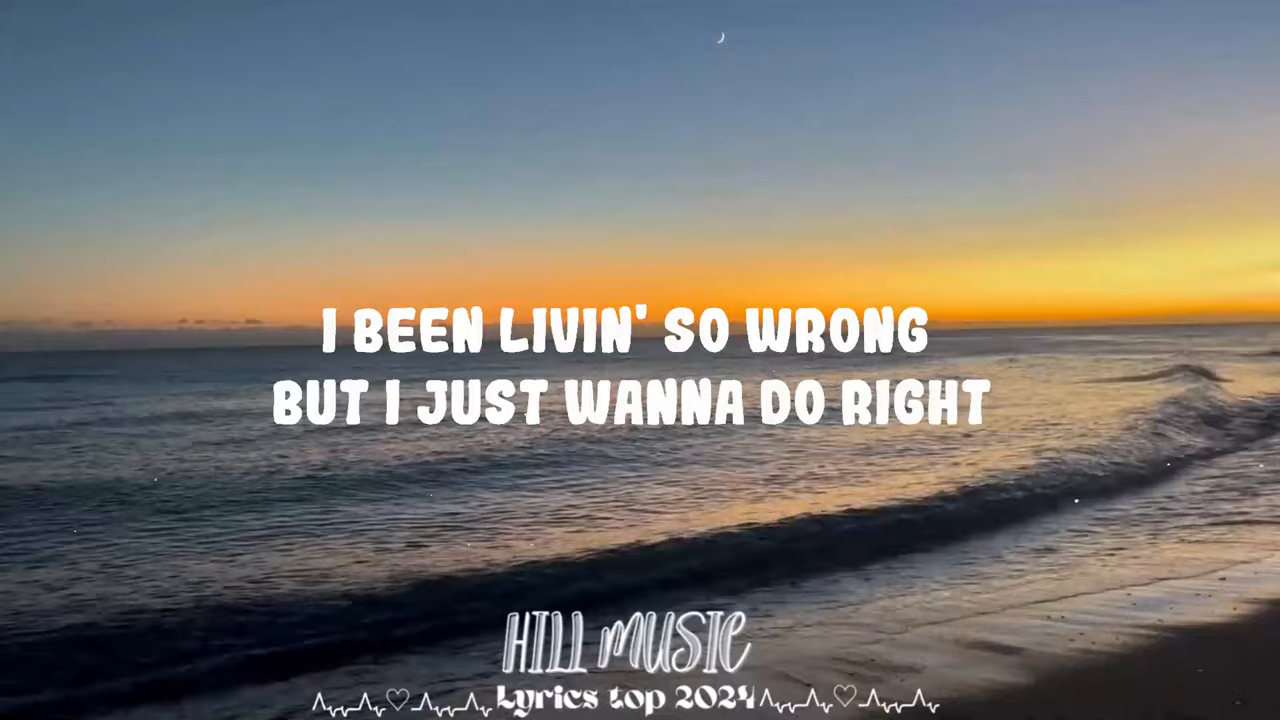 I BEEN LIVIN' SO WRONG
BUT I JUST WANNA DO RIGHT
HILL MUSIC
Lyrics top 2024